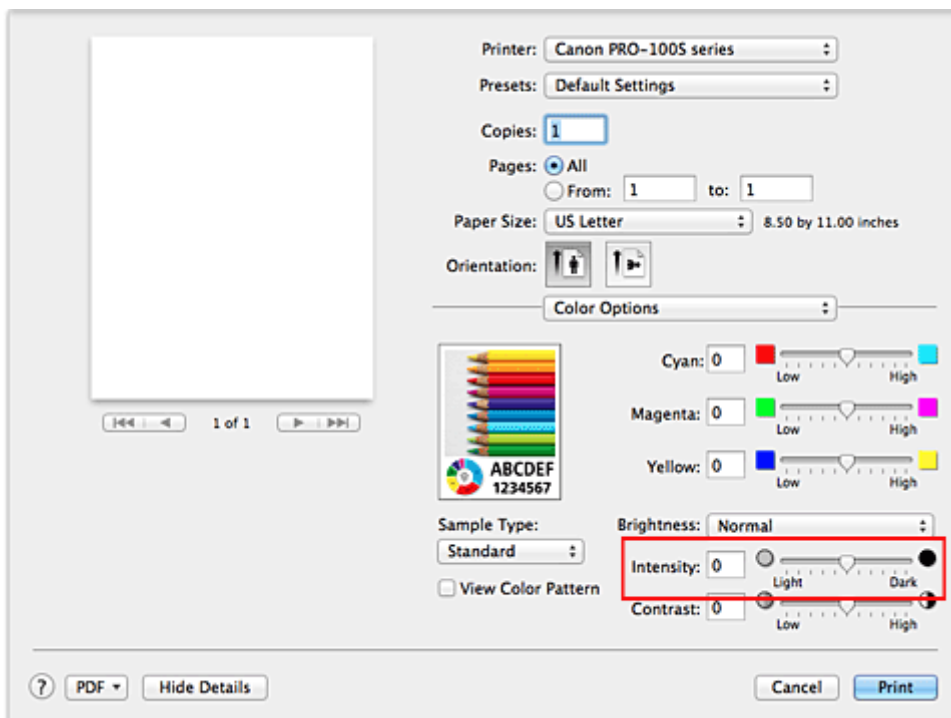 Printer: Canon PRO-100S series
Presets: Default Settings
Copies: 1
Pages: All
From: 1 to: 1
Paper Size: US Letter 8.50 by 11.00 inches
Orientation:
Color Options
1 of 1
ABCDEF
1234567
Cyan: 0
Low High
Magenta: 0
Low High
Yellow: 0
Low High
Sample Type:
Standard
View Color Pattern
Brightness: Normal
Intensity: 0
Light Dark
Contrast: 0
Low High
? PDF Hide Details Cancel Print